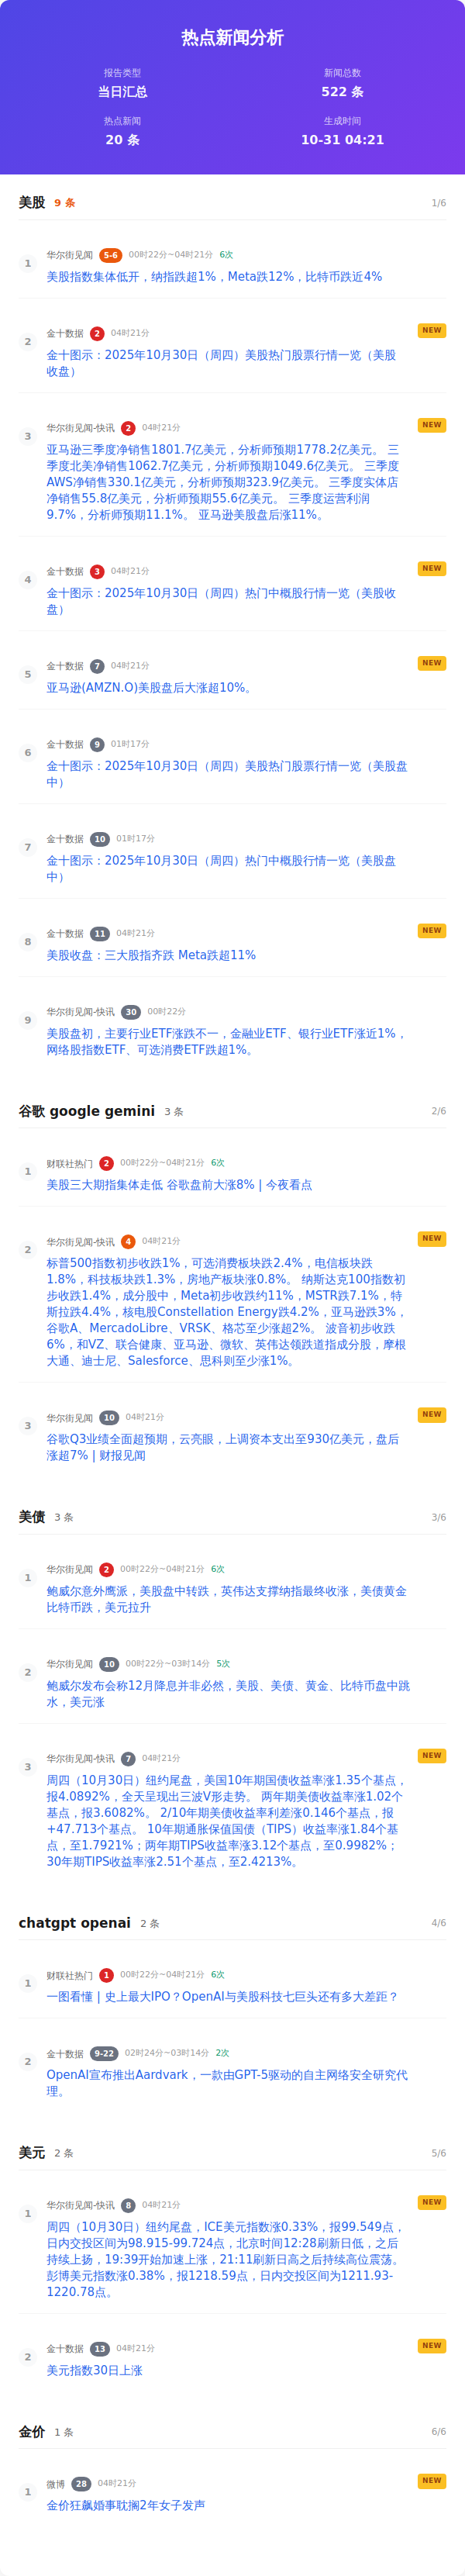 热点新闻分析
报告类型
新闻总数
当日汇总
522 条
热点新闻
生成时间
20 条
10-31 04:21
美股 9 条 1/6
1
华尔街见闻 5-6 00时22分~04时21分 6次
美股指数集体低开，纳指跌超1%，Meta跌12%，比特币跌近4%
2
金十数据 2 04时21分 NEW
金十图示：2025年10月30日（周四）美股热门股票行情一览（美股
收盘）
3
华尔街见闻-快讯 2 04时21分 NEW
亚马逊三季度净销售1801.7亿美元，分析师预期1778.2亿美元。 三
季度北美净销售1062.7亿美元，分析师预期1049.6亿美元。 三季度
AWS净销售330.1亿美元，分析师预期323.9亿美元。 三季度实体店
净销售55.8亿美元，分析师预期55.6亿美元。 三季度运营利润
9.7%，分析师预期11.1%。 亚马逊美股盘后涨11%。
4
金十数据 3 04时21分 NEW
金十图示：2025年10月30日（周四）热门中概股行情一览（美股收
盘）
5
金十数据 7 04时21分 NEW
亚马逊(AMZN.O)美股盘后大涨超10%。
6
金十数据 9 01时17分
金十图示：2025年10月30日（周四）美股热门股票行情一览（美股盘
中）
7
金十数据 10 01时17分
金十图示：2025年10月30日（周四）热门中概股行情一览（美股盘
中）
8
金十数据 11 04时21分 NEW
美股收盘：三大股指齐跌 Meta跌超11%
9
华尔街见闻-快讯 30 00时22分
美股盘初，主要行业ETF涨跌不一，金融业ETF、银行业ETF涨近1%，
网络股指数ETF、可选消费ETF跌超1%。
谷歌 google gemini 3 条 2/6
1
财联社热门 2 00时22分~04时21分 6次
美股三大期指集体走低 谷歌盘前大涨8% | 今夜看点
2
华尔街见闻-快讯 4 04时21分 NEW
标普500指数初步收跌1%，可选消费板块跌2.4%，电信板块跌
1.8%，科技板块跌1.3%，房地产板块涨0.8%。 纳斯达克100指数初
步收跌1.4%，成分股中，Meta初步收跌约11%，MSTR跌7.1%，特
斯拉跌4.4%，核电股Constellation Energy跌4.2%，亚马逊跌3%，
谷歌A、MercadoLibre、VRSK、格芯至少涨超2%。 波音初步收跌
6%，和VZ、联合健康、亚马逊、微软、英伟达领跌道指成分股，摩根
大通、迪士尼、Salesforce、思科则至少涨1%。
3
华尔街见闻 10 04时21分 NEW
谷歌Q3业绩全面超预期，云亮眼，上调资本支出至930亿美元，盘后
涨超7% | 财报见闻
美债 3 条 3/6
1
华尔街见闻 2 00时22分~04时21分 6次
鲍威尔意外鹰派，美股盘中转跌，英伟达支撑纳指最终收涨，美债黄金
比特币跌，美元拉升
2
华尔街见闻 10 00时22分~03时14分 5次
鲍威尔发布会称12月降息并非必然，美股、美债、黄金、比特币盘中跳
水，美元涨
3
华尔街见闻-快讯 7 04时21分 NEW
周四（10月30日）纽约尾盘，美国10年期国债收益率涨1.35个基点，
报4.0892%，全天呈现出三波V形走势。 两年期美债收益率涨1.02个
基点，报3.6082%。 2/10年期美债收益率利差涨0.146个基点，报
+47.713个基点。 10年期通胀保值国债（TIPS）收益率涨1.84个基
点，至1.7921%；两年期TIPS收益率涨3.12个基点，至0.9982%；
30年期TIPS收益率涨2.51个基点，至2.4213%。
chatgpt openai 2 条 4/6
1
财联社热门 1 00时22分~04时21分 6次
一图看懂 | 史上最大IPO？OpenAI与美股科技七巨头还有多大差距？
2
金十数据 9-22 02时24分~03时14分 2次
OpenAI宣布推出Aardvark，一款由GPT-5驱动的自主网络安全研究代
理。
美元 2 条 5/6
1
华尔街见闻-快讯 8 04时21分 NEW
周四（10月30日）纽约尾盘，ICE美元指数涨0.33%，报99.549点，
日内交投区间为98.915-99.724点，北京时间12:28刷新日低，之后
持续上扬，19:39开始加速上涨，21:11刷新日高之后持续高位震荡。
彭博美元指数涨0.38%，报1218.59点，日内交投区间为1211.93-
1220.78点。
2
金十数据 13 04时21分 NEW
美元指数30日上涨
金价 1 条 6/6
1
微博 28 04时21分 NEW
金价狂飙婚事耽搁2年女子发声